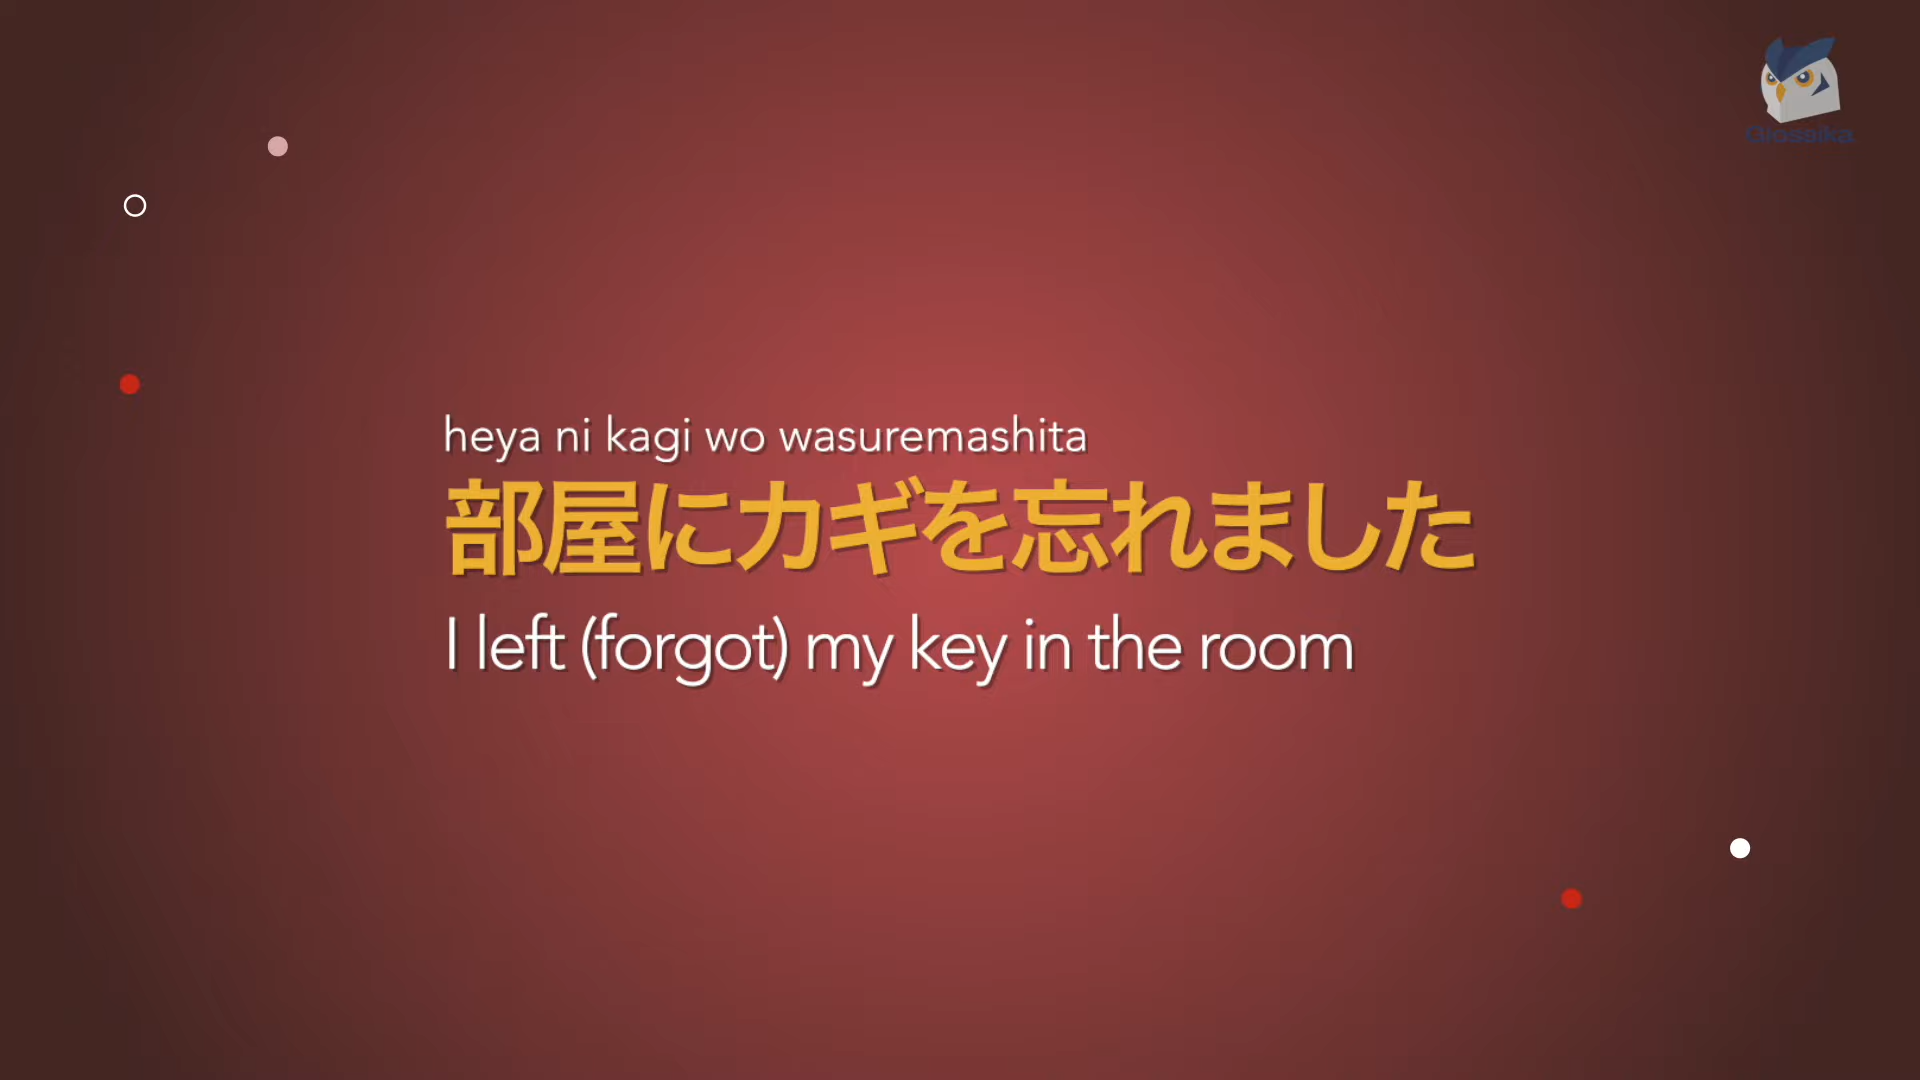 Glossika
heya ni kagi wo wasuremashita
部屋にカギを忘れました
I left (forgot) my key in the room